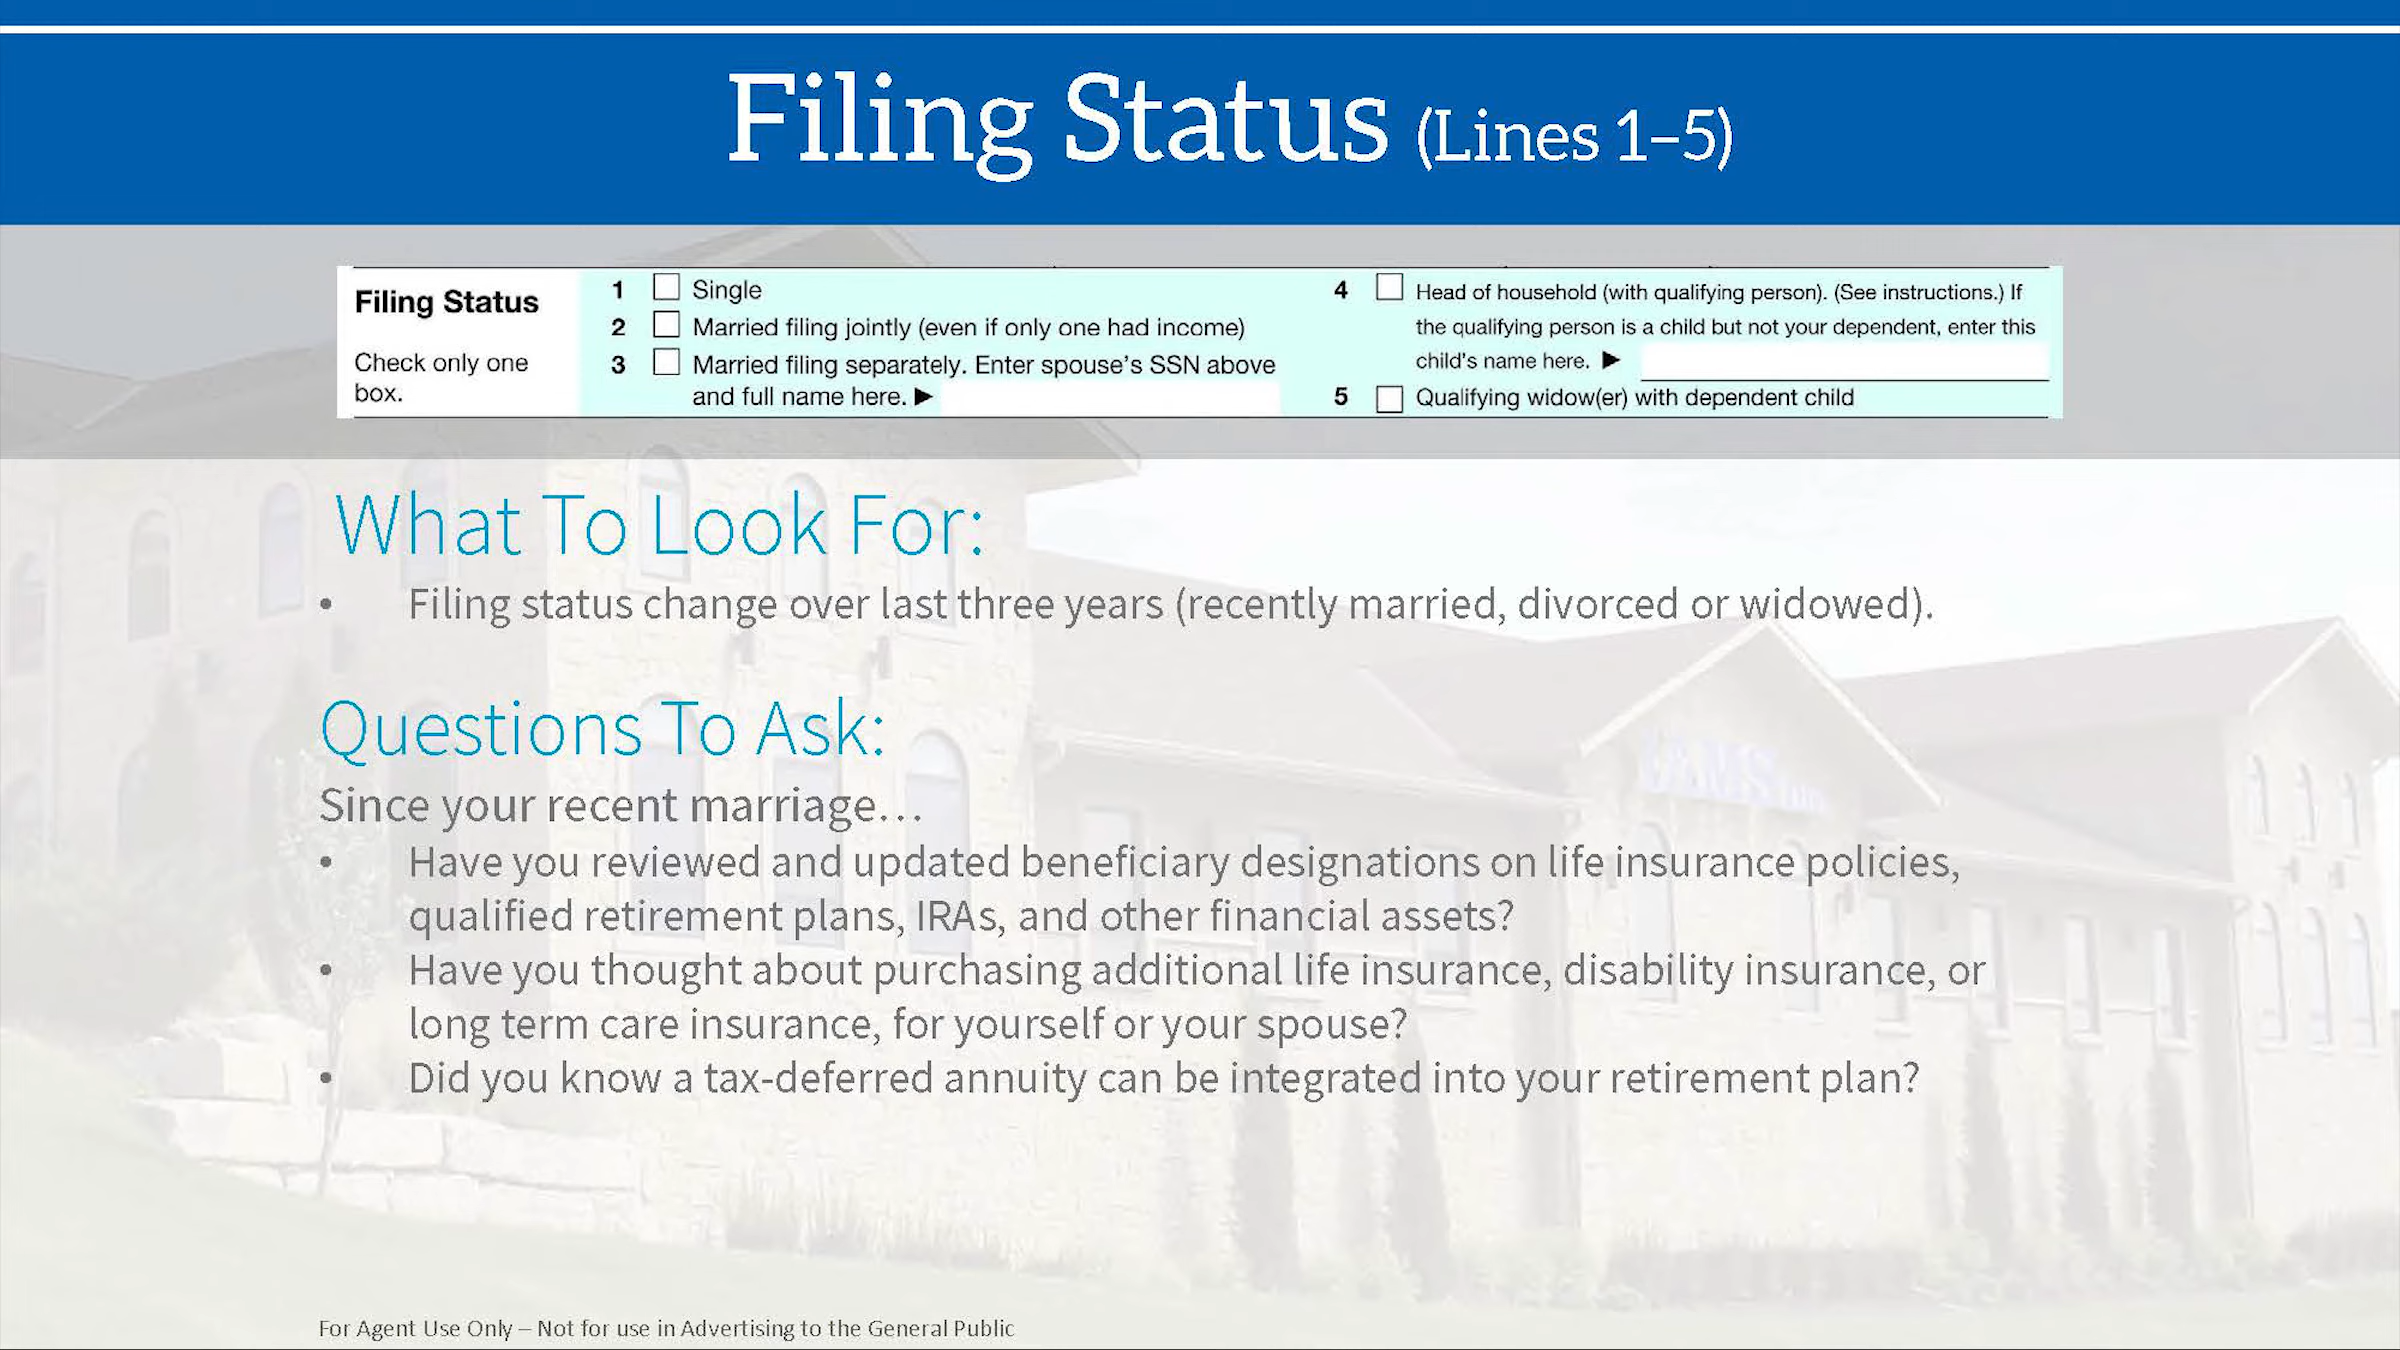 Filing Status (Lines 1–5)
Filing Status
Check only one
box.
1 Single
2 Married filing jointly (even if only one had income)
3 Married filing separately. Enter spouse's SSN above
and full name here. ▶
4 Head of household (with qualifying person). (See instructions.) If
the qualifying person is a child but not your dependent, enter this
child's name here. ▶
5 Qualifying widow(er) with dependent child
What To Look For:
• Filing status change over last three years (recently married, divorced or widowed).
Questions To Ask:
Since your recent marriage...
• Have you reviewed and updated beneficiary designations on life insurance policies,
qualified retirement plans, IRAs, and other financial assets?
• Have you thought about purchasing additional life insurance, disability insurance, or
long term care insurance, for yourself or your spouse?
• Did you know a tax-deferred annuity can be integrated into your retirement plan?
For Agent Use Only – Not for use in Advertising to the General Public